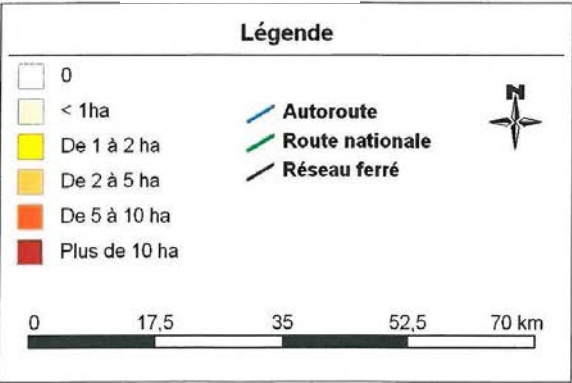 Légende
0
< 1ha
De 1 à 2 ha
De 2 à 5 ha
De 5 à 10 ha
Plus de 10 ha
Autoroute
Route nationale
Réseau ferré
N
0 17,5 35 52,5 70 km